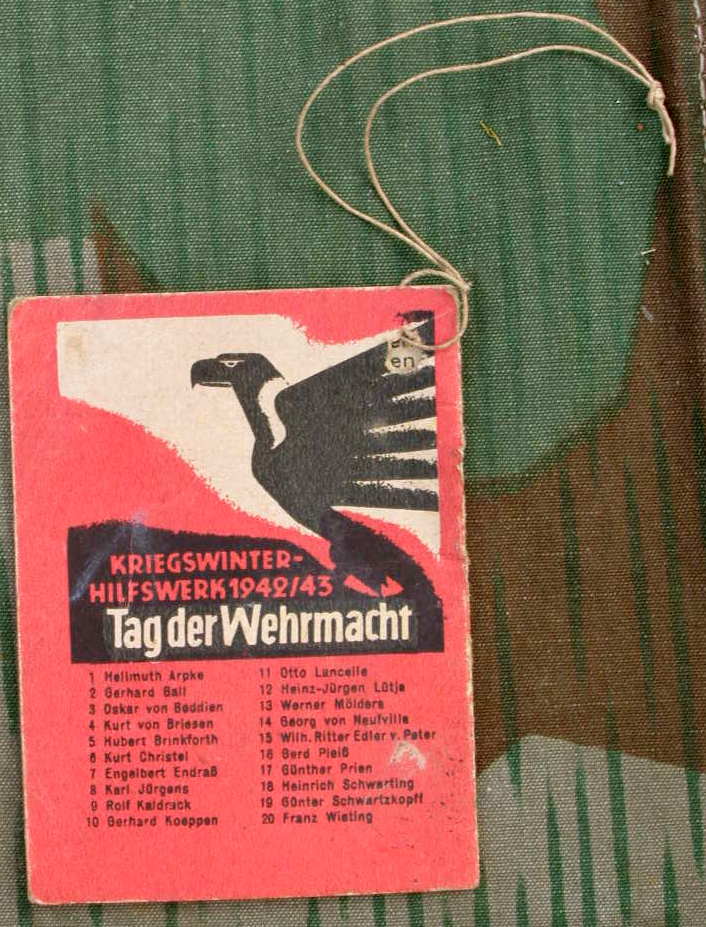 en
KRIEGSWINTER-
HILFSWERK 1942/43
Tag der Wehrmacht
1 Hellmuth Arpke
2 Gerhard Ball
3 Oskar von Boddien
4 Kurt von Briesen
5 Hubert Brinkforth
6 Kurt Christel
7 Engelbert Endraß
8 Karl Jürgens
9 Rolf Kaldrack
10 Gerhard Koeppen
11 Otto Lancelle
12 Heinz-Jürgen Lütje
13 Werner Mölders
14 Georg von Neufville
15 Wilh. Ritter Edler v. Peter
16 Gerd Pleiß
17 Günther Prien
18 Heinrich Schwarting
19 Günter Schwartzkopff
20 Franz Wieting